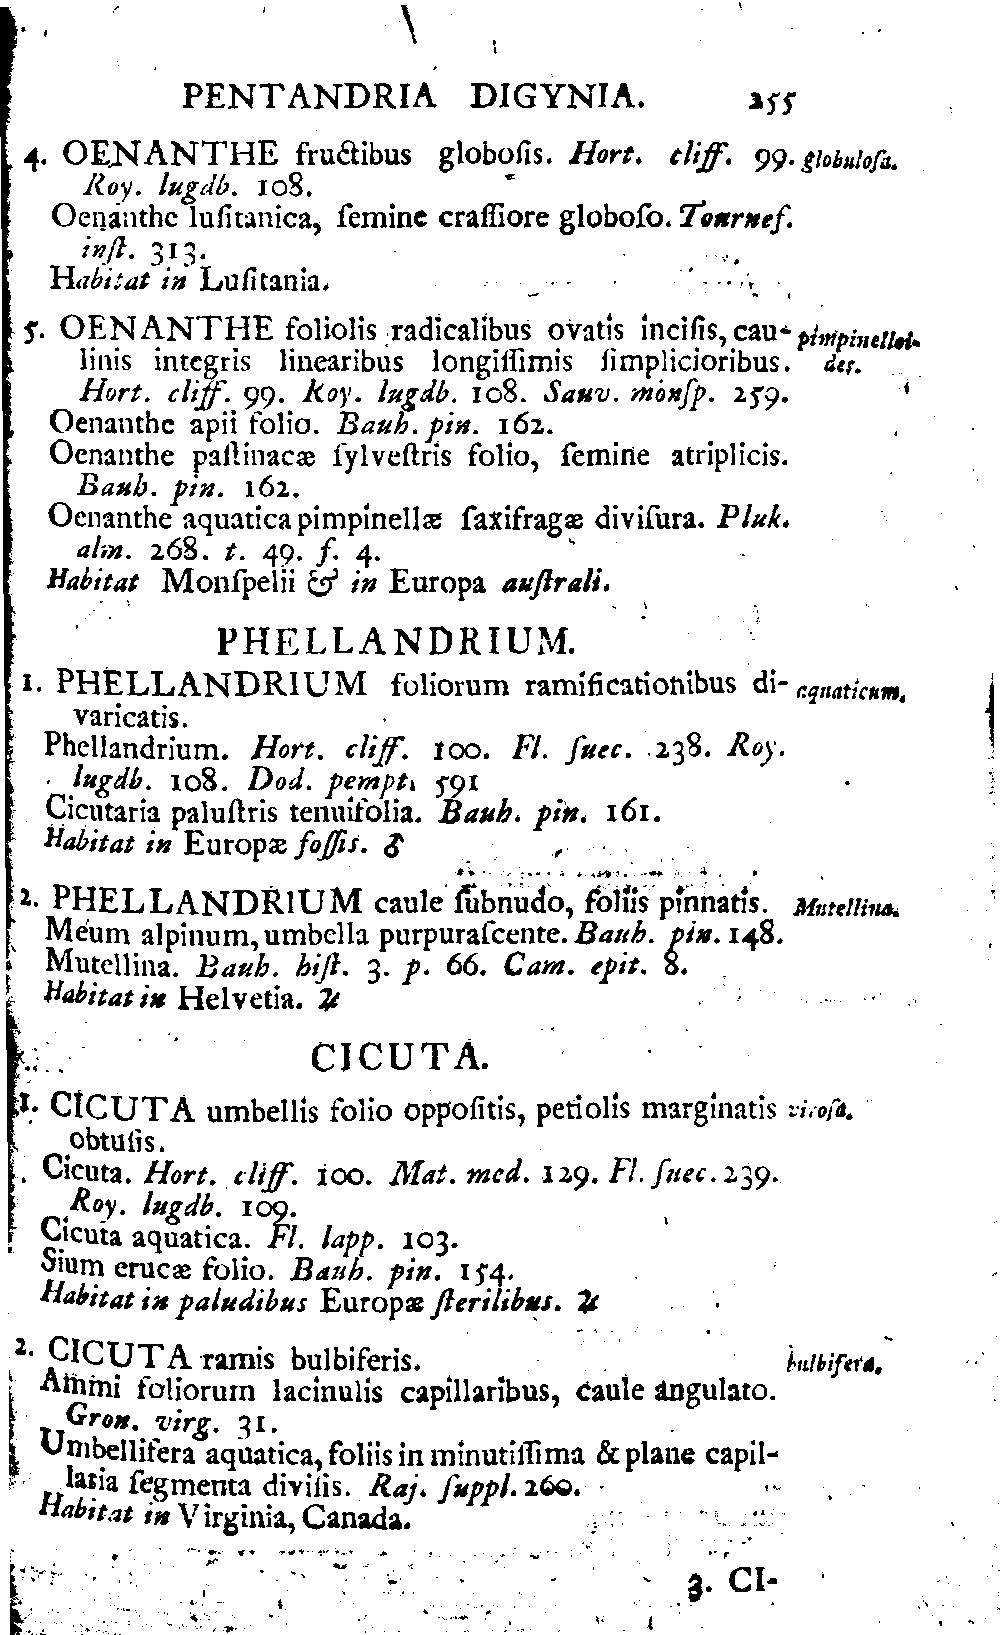 PENTANDRIA DIGYNIA. 255
4. OENANTHE fructibus globoſis. Hort. cliff. 99. globuloſa.
Roy. lugdb. 108.
Oenanthe luſitanica, ſemine craſſiore globoſo. Tournef.
inſt. 313.
Habitat in Luſitania.
5. OENANTHE foliolis radicalibus ovatis inciſis, cau- pimpinelloi-
linis integris linearibus longiſſimis ſimplicioribus. des.
Hort. cliff. 99. Roy. lugdb. 108. Sauv. monſp. 259.
Oenanthe apii folio. Bauh. pin. 162.
Oenanthe paſtinacæ ſylveſtris folio, ſemine atriplicis.
Bauh. pin. 162.
Oenanthe aquatica pimpinellæ ſaxifragæ diviſura. Pluk.
alm. 268. t. 49. f. 4.
Habitat Monſpelii & in Europa auſtrali.
PHELLANDRIUM.
1. PHELLANDRIUM foliorum ramificationibus di- aquaticum.
varicatis.
Phellandrium. Hort. cliff. 100. Fl. ſuec. 238. Roy.
lugdb. 108. Dod. pempt. 591
Cicutaria paluſtris tenuifolia. Bauh. pin. 161.
Habitat in Europæ foſſis. ♂
2. PHELLANDRIUM caule ſubnudo, foliis pinnatis. Mutellina.
Meum alpinum, umbella purpuraſcente. Bauh. pin. 148.
Mutellina. Bauh. hiſt. 3. p. 66. Cam. epit. 8.
Habitat in Helvetia. ♃
CICUTA.
1. CICUTA umbellis folio oppoſitis, petiolis marginatis viroſa.
obtuſis.
Cicuta. Hort. cliff. 100. Mat. med. 129. Fl. ſuec. 239.
Roy. lugdb. 109.
Cicuta aquatica. Fl. lapp. 103.
Sium erucæ folio. Bauh. pin. 154.
Habitat in paludibus Europæ ſterilibus. ♃
2. CICUTA ramis bulbiferis. bulbifera.
Ammi foliorum lacinulis capillaribus, caule angulato.
Gron. virg. 31.
Umbellifera aquatica, foliis in minutiſſima & plane capil-
laria ſegmenta diviſis. Raj. ſuppl. 260.
Habitat in Virginia, Canada.
3. CI-